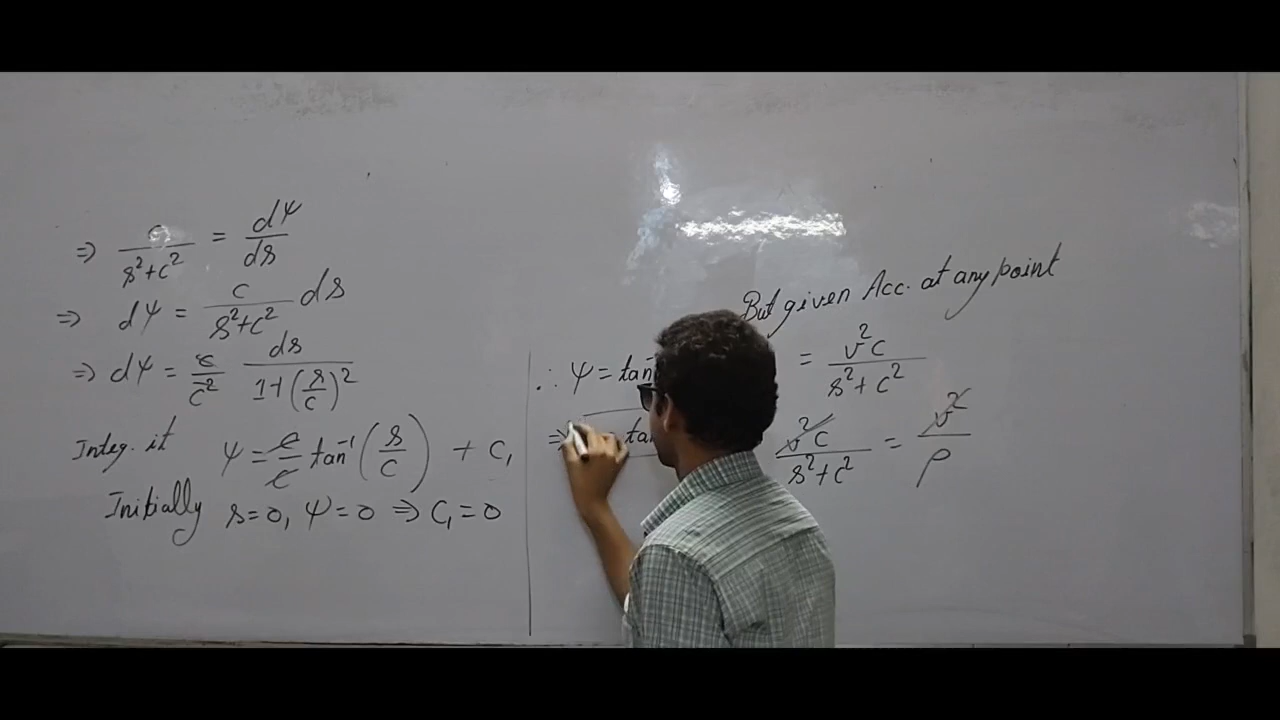 ⇒ c/(s²+c²) = dψ/ds
⇒ dψ = c/(s²+c²) ds
⇒ dψ = c/c² ds/(1+(s/c)²)
Integ. it ψ = c/c tan⁻¹(s/c) + C₁
Initially s=0, ψ=0 ⇒ C₁=0
∴ ψ = tan⁻
⇒ tan
But given Acc. at any point
= v²c/(s²+c²)
v²c/(s²+c²) = v²/ρ